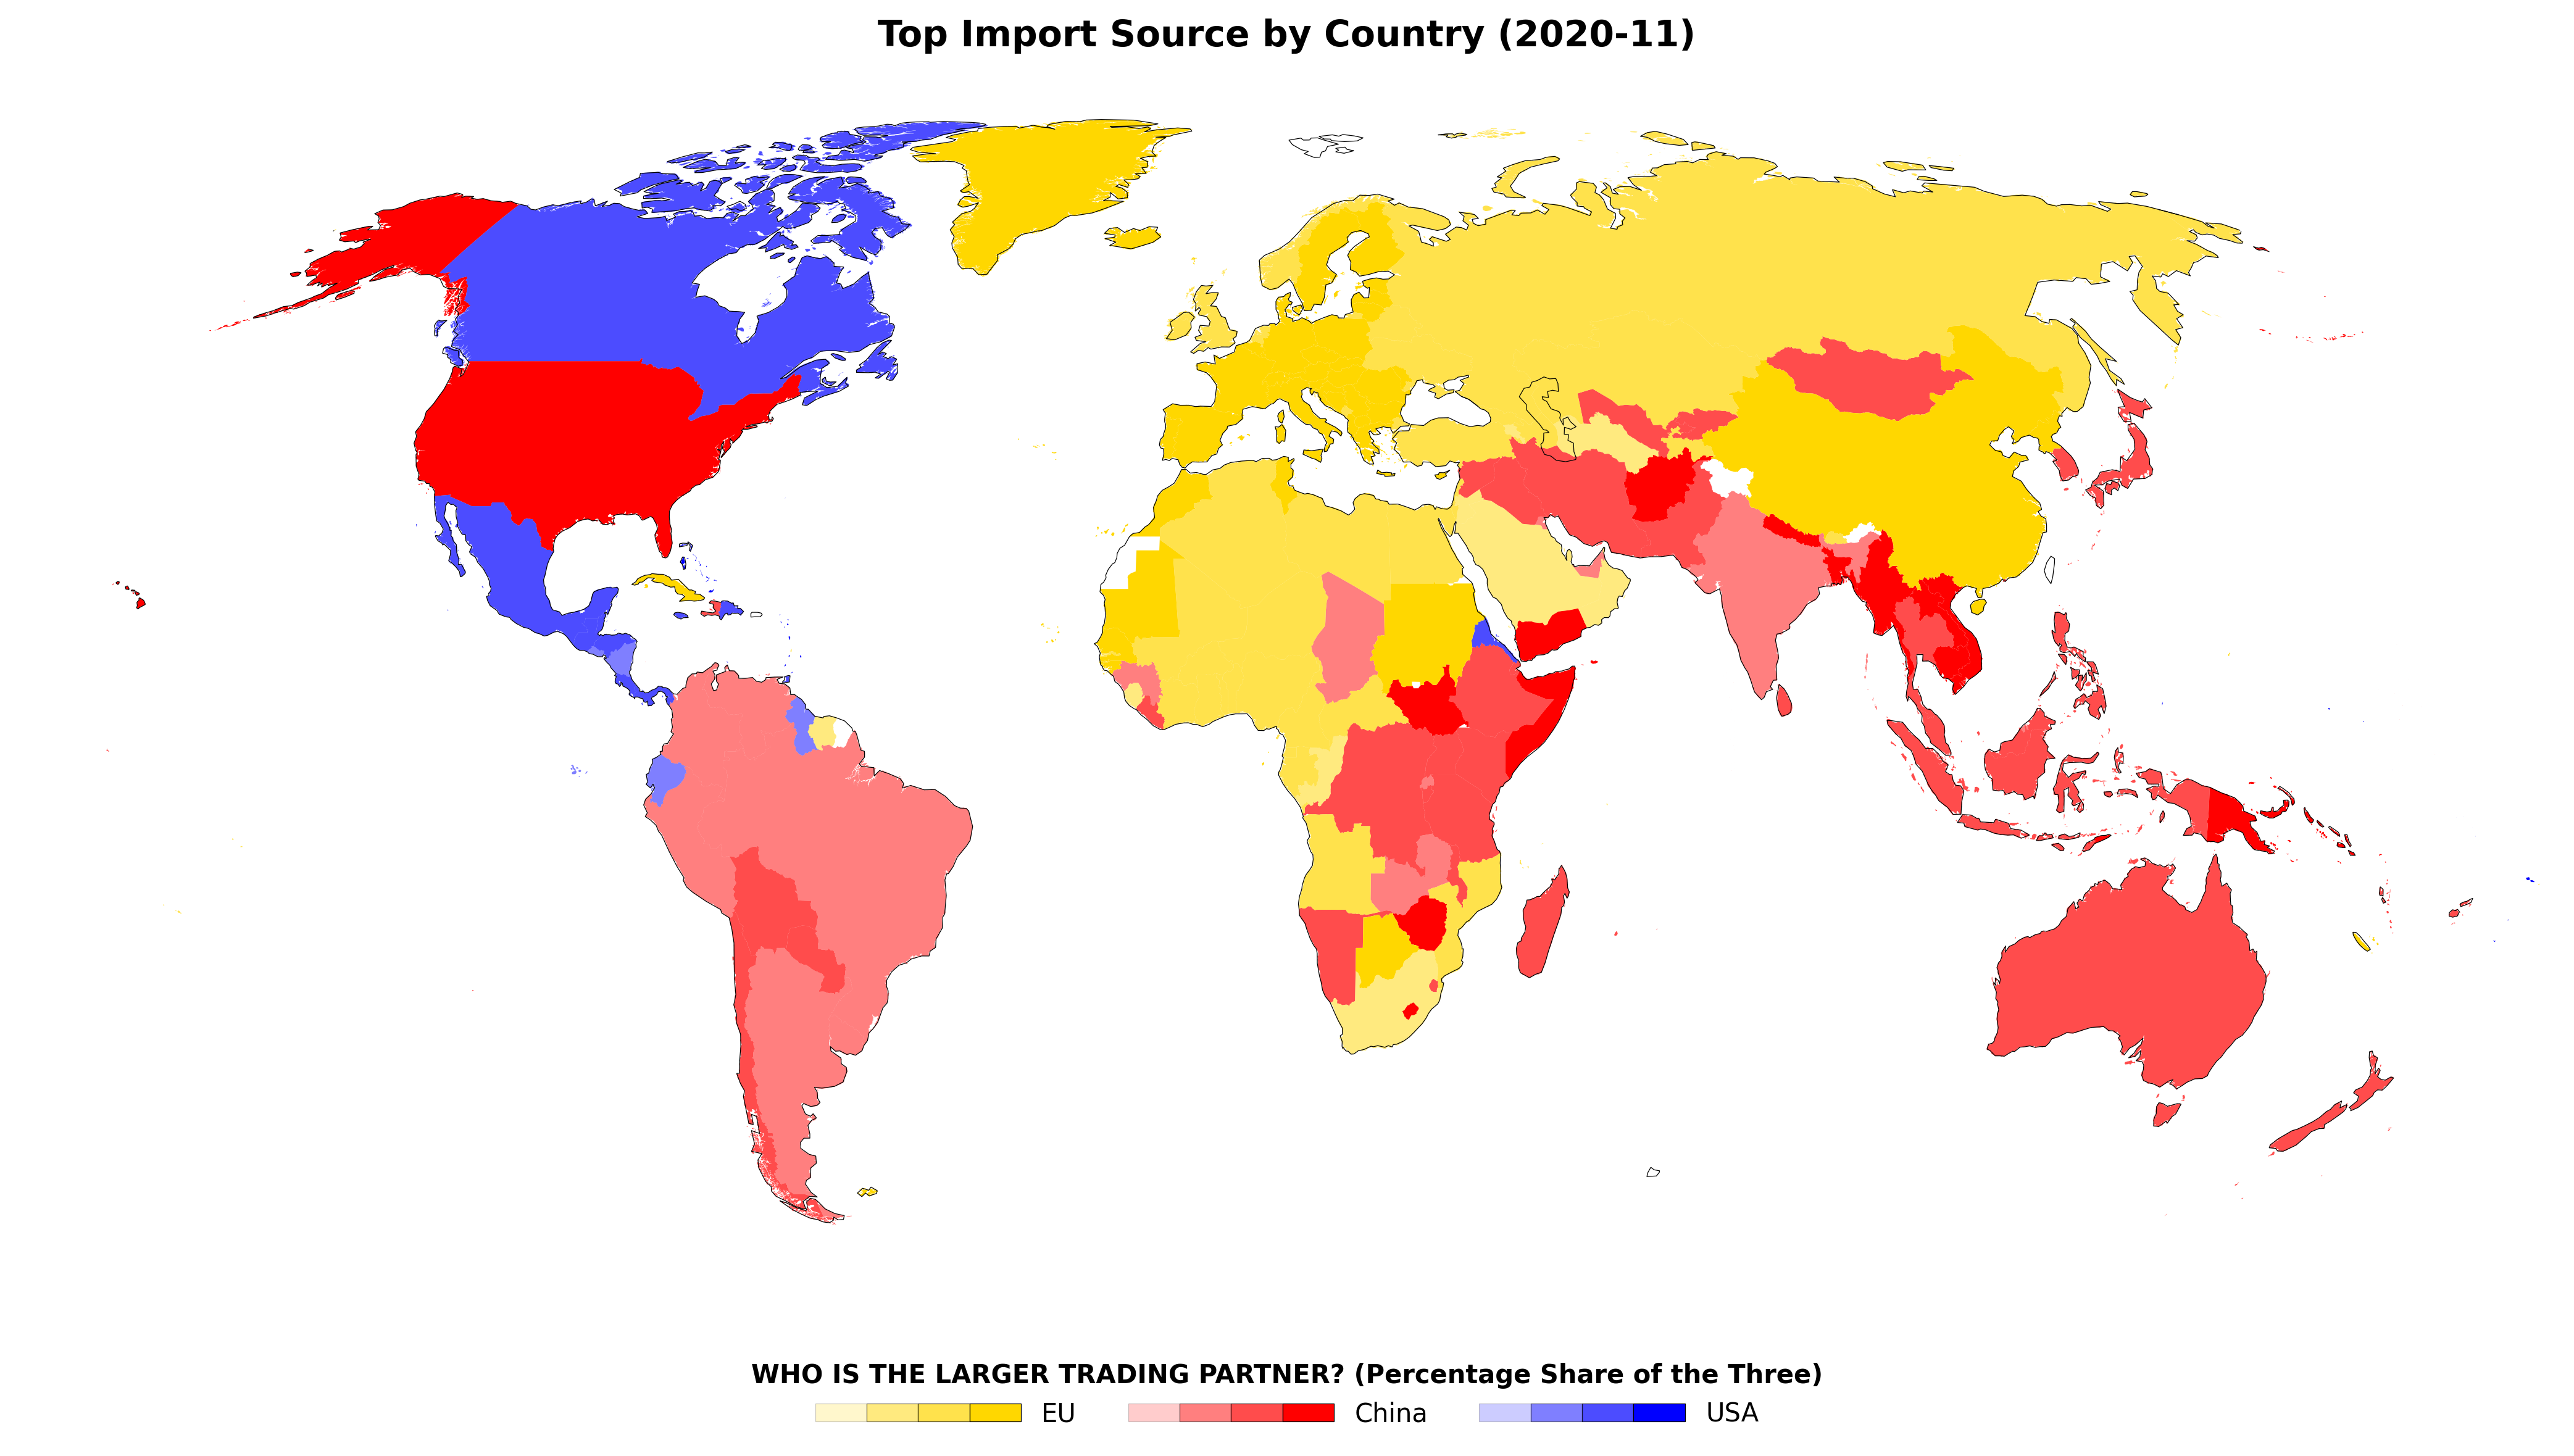 Top Import Source by Country (2020-11)
WHO IS THE LARGER TRADING PARTNER? (Percentage Share of the Three)
EU China USA